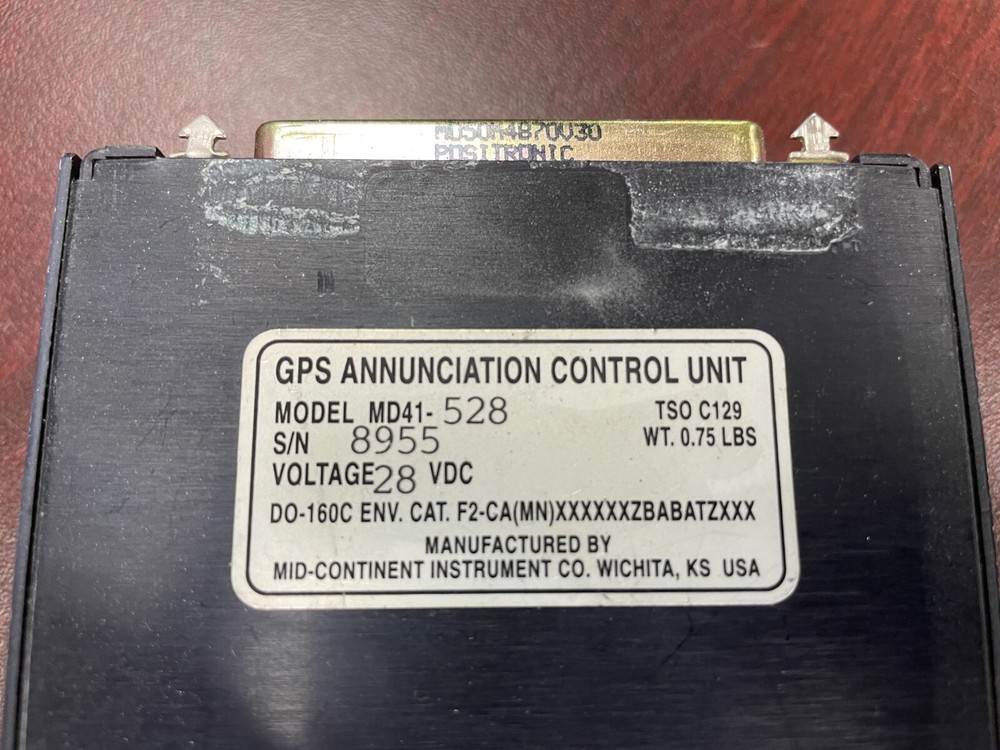 MD50M4B70V30
POSITRONIC
GPS ANNUNCIATION CONTROL UNIT
MODEL MD41-528 TSO C129
S/N 8955 WT. 0.75 LBS
VOLTAGE 28 VDC
DO-160C ENV. CAT. F2-CA(MN)XXXXXXZBABATZXXX
MANUFACTURED BY
MID-CONTINENT INSTRUMENT CO. WICHITA, KS USA